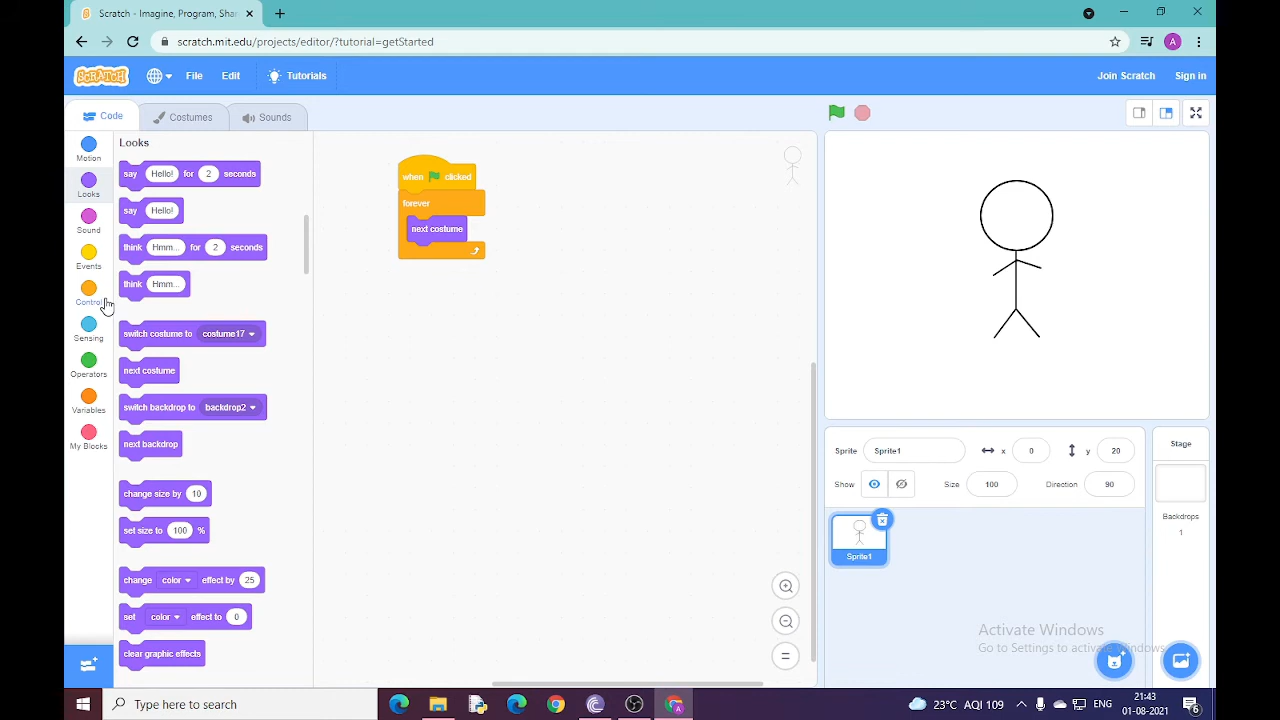 Scratch - Imagine, Program, Shar
scratch.mit.edu/projects/editor/?tutorial=getStarted
A
SCRATCH
File
Edit
Tutorials
Join Scratch
Sign in
Code
Costumes
Sounds
Motion
Looks
Sound
Events
Control
Sensing
Operators
Variables
My Blocks
Looks
say Hello! for 2 seconds
say Hello!
think Hmm... for 2 seconds
think Hmm...
switch costume to costume17
next costume
switch backdrop to backdrop2
next backdrop
change size by 10
set size to 100 %
change color effect by 25
set color effect to 0
clear graphic effects
when clicked
forever
next costume
Sprite Sprite1 x 0 y 20
Show Size 100 Direction 90
Sprite1
Stage
Backdrops
1
Activate Windows
Go to Settings to activate Windows.
Type here to search
23°C AQI 109
ENG
21:43
01-08-2021
5